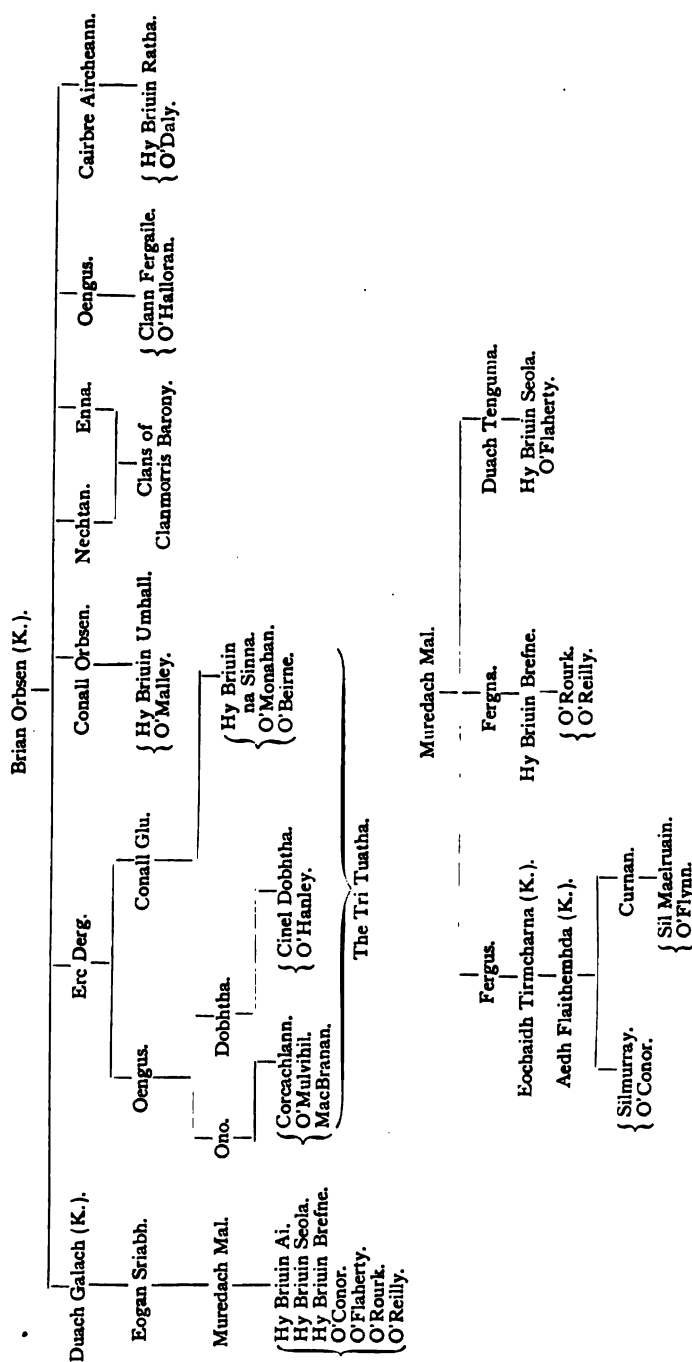 Brian Orbsen (K.).
Duach Galach (K.). Erc Derg. Conall Orbsen. Nechtan. Enna. Oengus. Cairbre Aircheann.
Eogan Sriabh. Oengus. Conall Glu. { Hy Briuin Umhall. Clans of { Clann Fergaile. { Hy Briuin Ratha.
{ O'Malley. Clanmorris Barony. { O'Halloran. { O'Daly.
Muredach Mal. Ono. Dobhtha. Hy Briuin
na Sinna.
O'Monahan.
O'Beirne.
Hy Briuin Ai. { Corcachlann. { Cinel Dobhtha.
Hy Briuin Seola. O'Mulvihil. { O'Hanley.
Hy Briuin Brefne. MacBranan.
O'Conor.
O'Flaherty. The Tri Tuatha.
O'Rourk.
O'Reilly.
Muredach Mal.
Fergus. Fergna. Duach Tenguma.
Eochaidh Tirmcharna (K.). Hy Briuin Brefne. Hy Briuin Seola.
O'Flaherty.
Aedh Flaithemhda (K.). { O'Rourk.
{ O'Reilly.
{ Silmurray. Curnan.
{ O'Conor.
{ Sil Maelruain.
{ O'Flynn.